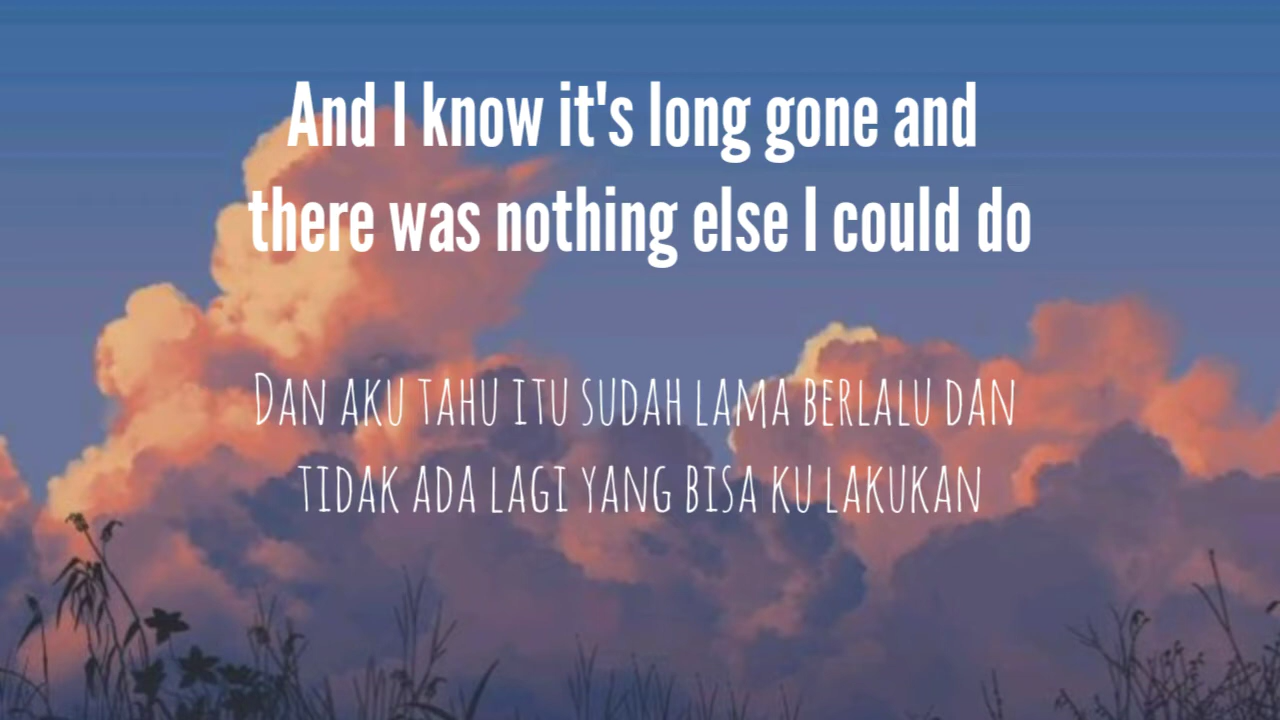 And I know it's long gone and
there was nothing else I could do
Dan aku tahu itu sudah lama berlalu dan
tidak ada lagi yang bisa ku lakukan